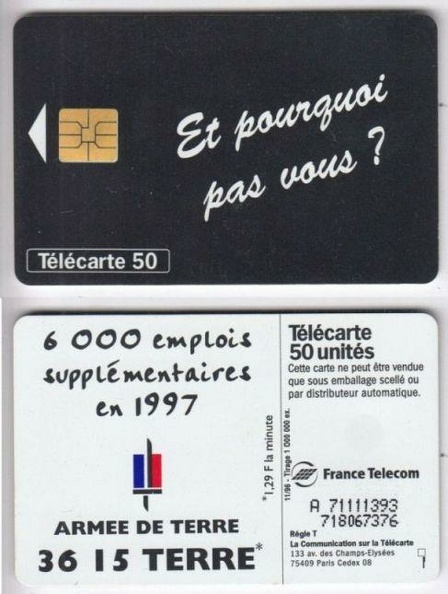 Et pourquoi
pas vous ?
Télécarte 50
6 000 emplois
supplémentaires
en 1997
ARMEE DE TERRE
36 15 TERRE*
*1,29 F la minute
11/96 - Tirage 1 000 000 ex.
Télécarte
50 unités
Cette carte ne peut être vendue
que sous emballage scellé ou
par distributeur automatique.
France Telecom
A 71111393
718067376
Régie T
La Communication sur la Télécarte
133 av. des Champs-Elysées
75409 Paris Cedex 08